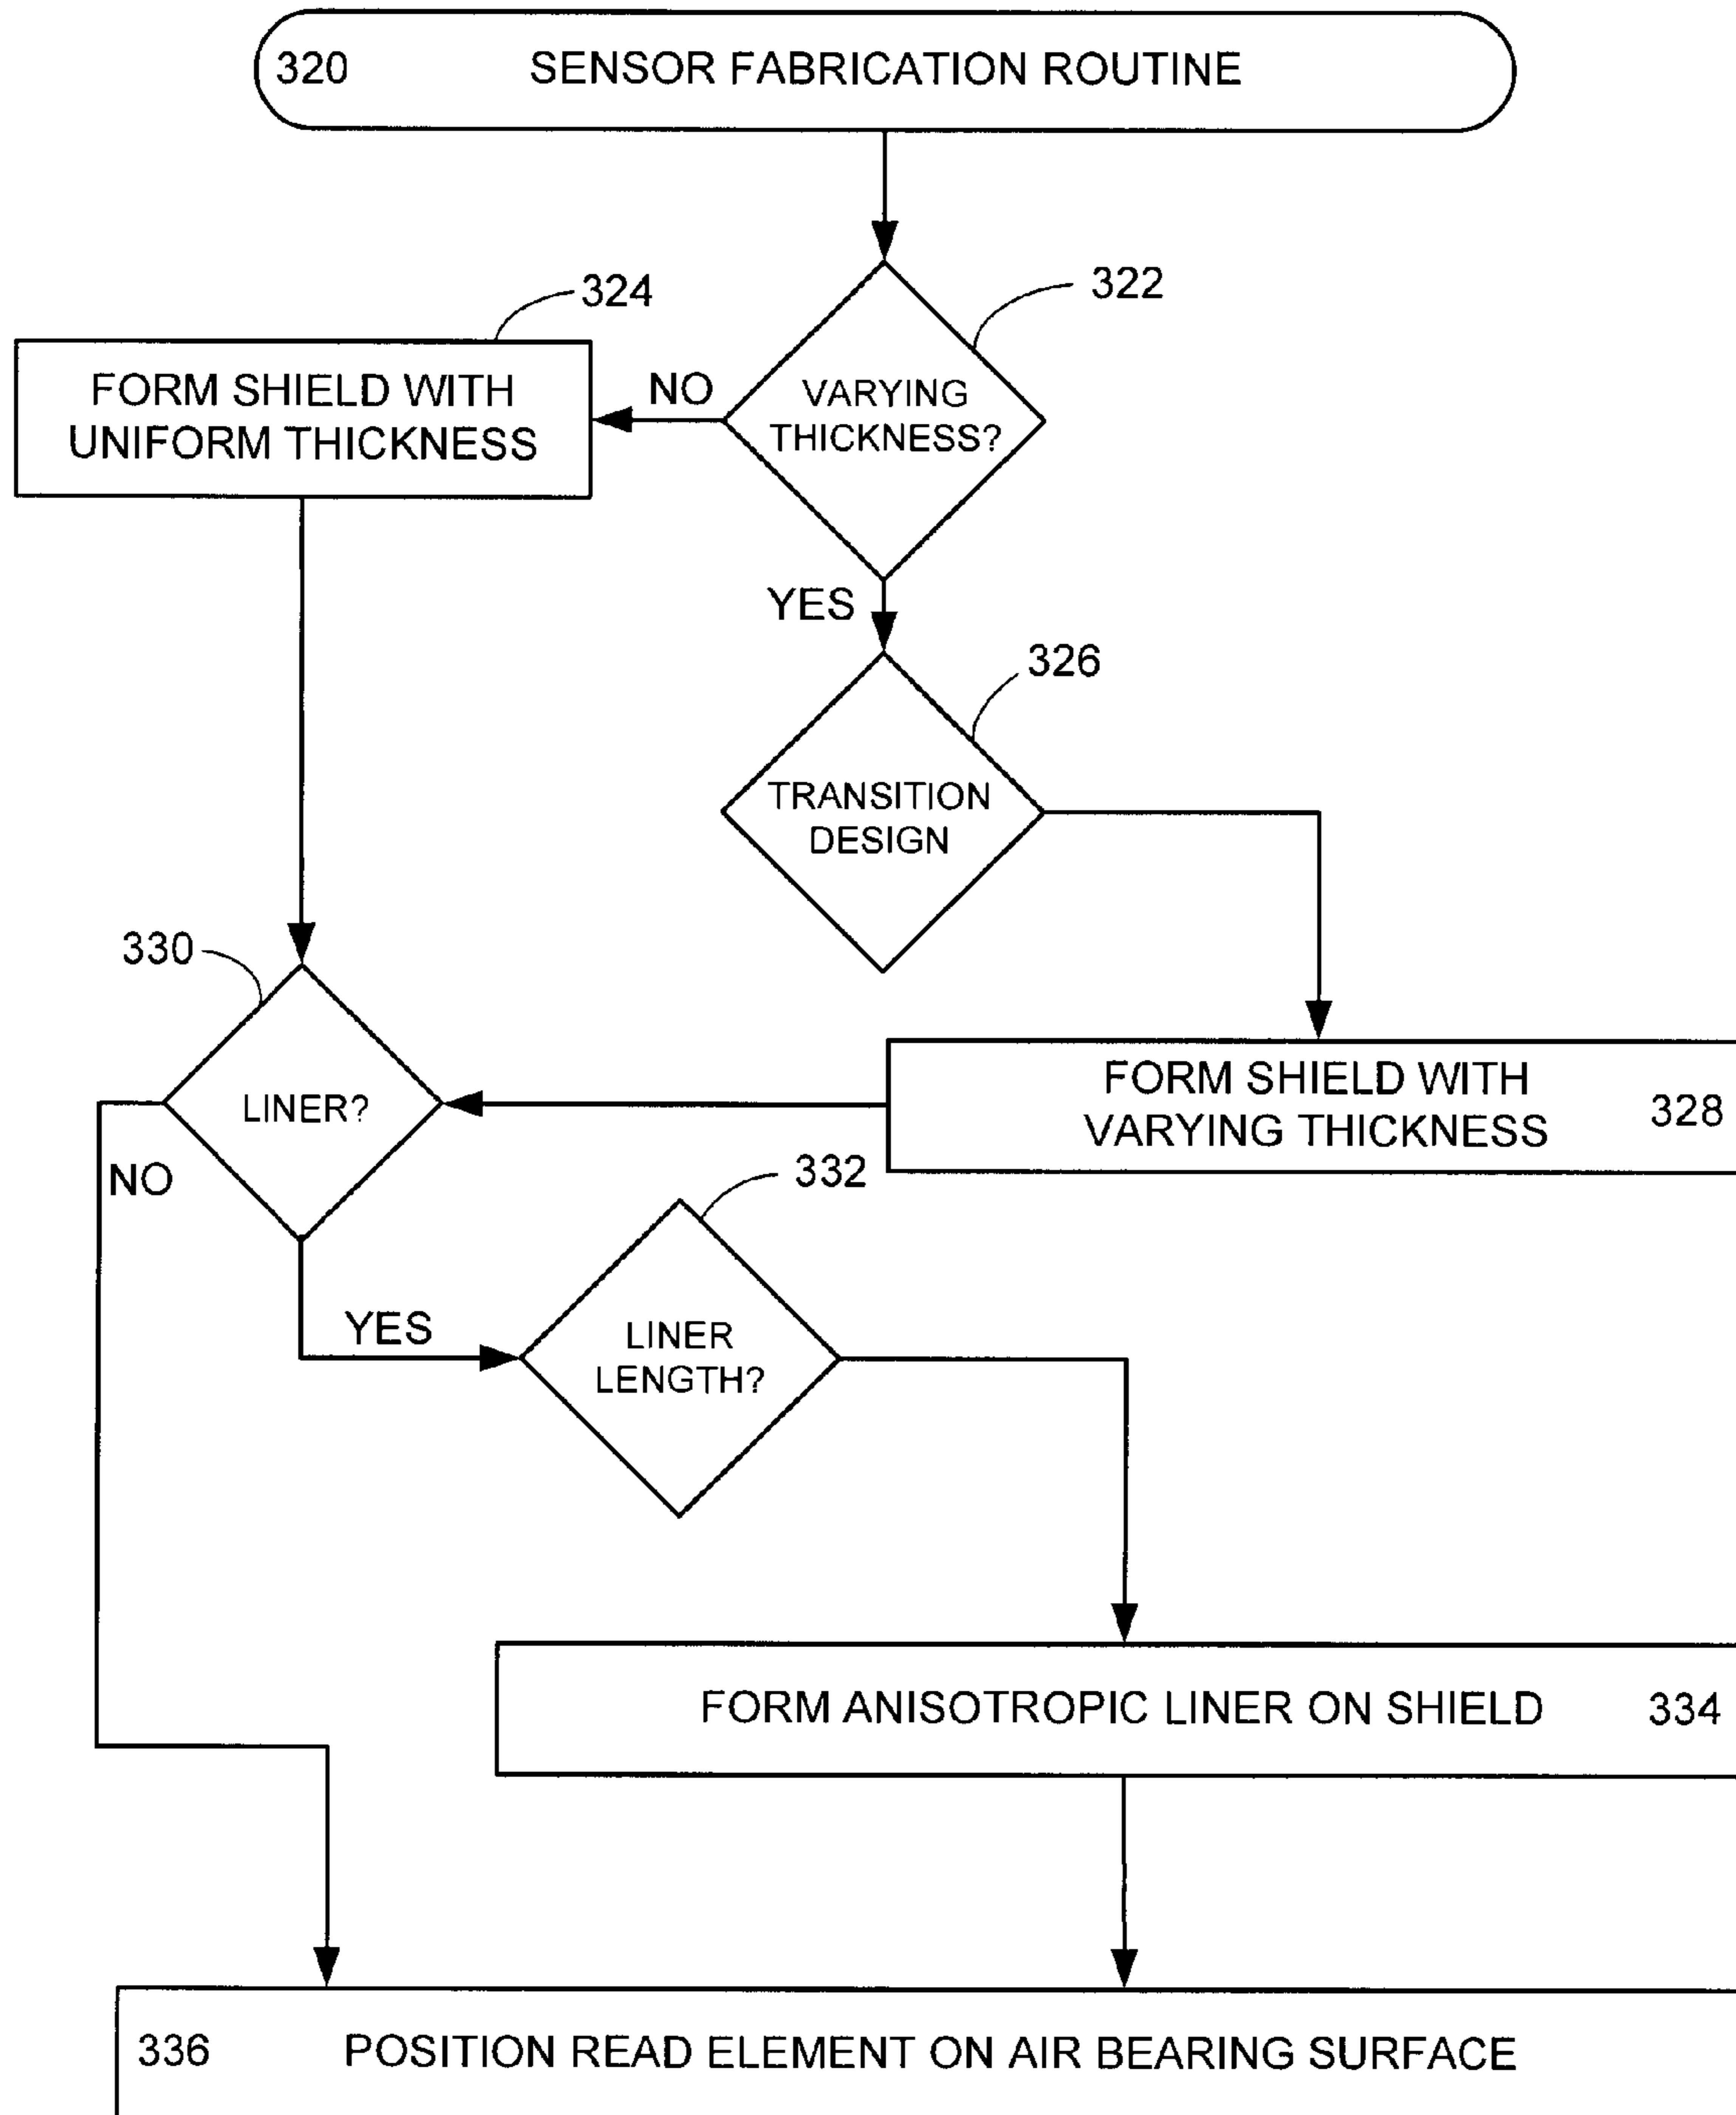 320 SENSOR FABRICATION ROUTINE
322
324
FORM SHIELD WITH
UNIFORM THICKNESS
NO
VARYING
THICKNESS?
YES
326
TRANSITION
DESIGN
330
LINER?
FORM SHIELD WITH
VARYING THICKNESS
328
NO
332
YES
LINER
LENGTH?
FORM ANISOTROPIC LINER ON SHIELD 334
336 POSITION READ ELEMENT ON AIR BEARING SURFACE